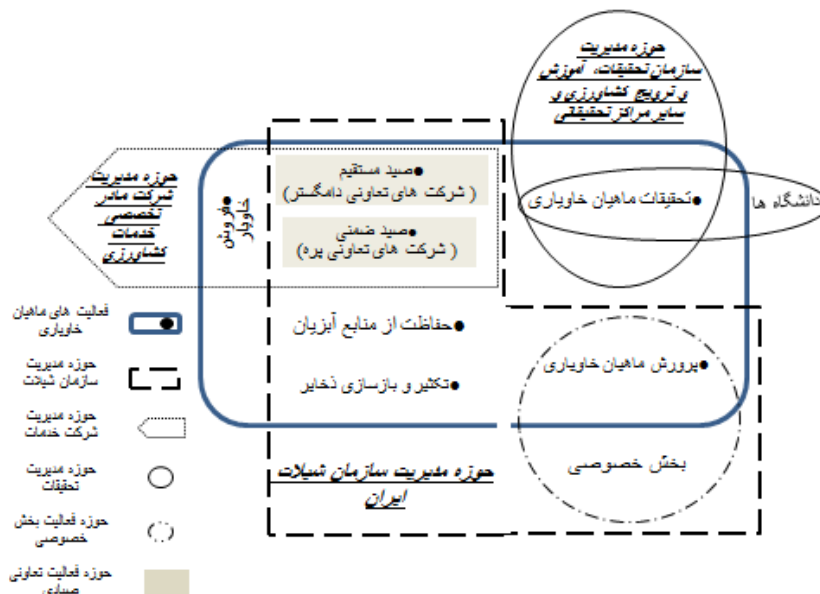 حوزه مدیریت
سازمان تحقیقات، آموزش
و ترویج کشاورزی و
سایر مراکز تحقیقاتی
●صید مستقیم
( شرکت های تعاونی دامگستر)
●صید ضمنی
( شرکت های تعاونی پره)
●فروش
خاویار
حوزه مدیریت
شرکت مادر
تخصصی
خدمات
کشاورزی
●تحقیقات ماهیان خاویاری
دانشگاه ها
●حفاظت از منابع آبزیان
●تکثیر و بازسازی ذخایر
●پرورش ماهیان خاویاری
بخش خصوصی
حوزه مدیریت سازمان شیلات
ایران
فعالیت های ماهیان
خاویاری
حوزه مدیریت
سازمان شیلات
حوزه مدیریت
شرکت خدمات
حوزه مدیریت
تحقیقات
حوزه فعالیت بخش
خصوصی
حوزه فعالیت تعاونی
صیادی